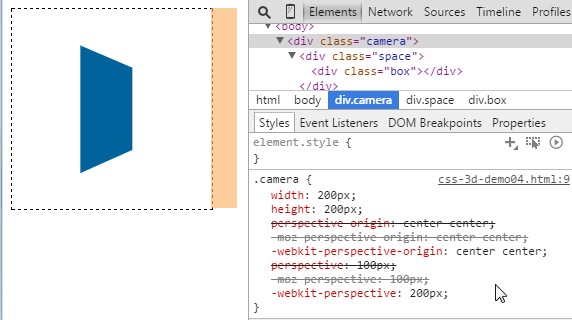 Elements Network Sources Timeline Profiles
<body>
<div class="camera">
<div class="space">
<div class="box"></div>
</div>
html body div.camera div.space div.box
Styles Event Listeners DOM Breakpoints Properties
element.style {
}
.camera { css-3d-demo04.html:9
width: 200px;
height: 200px;
perspective-origin: center center;
-moz-perspective-origin: center center;
-webkit-perspective-origin: center center;
perspective: 100px;
-moz-perspective: 100px;
-webkit-perspective: 200px;
}